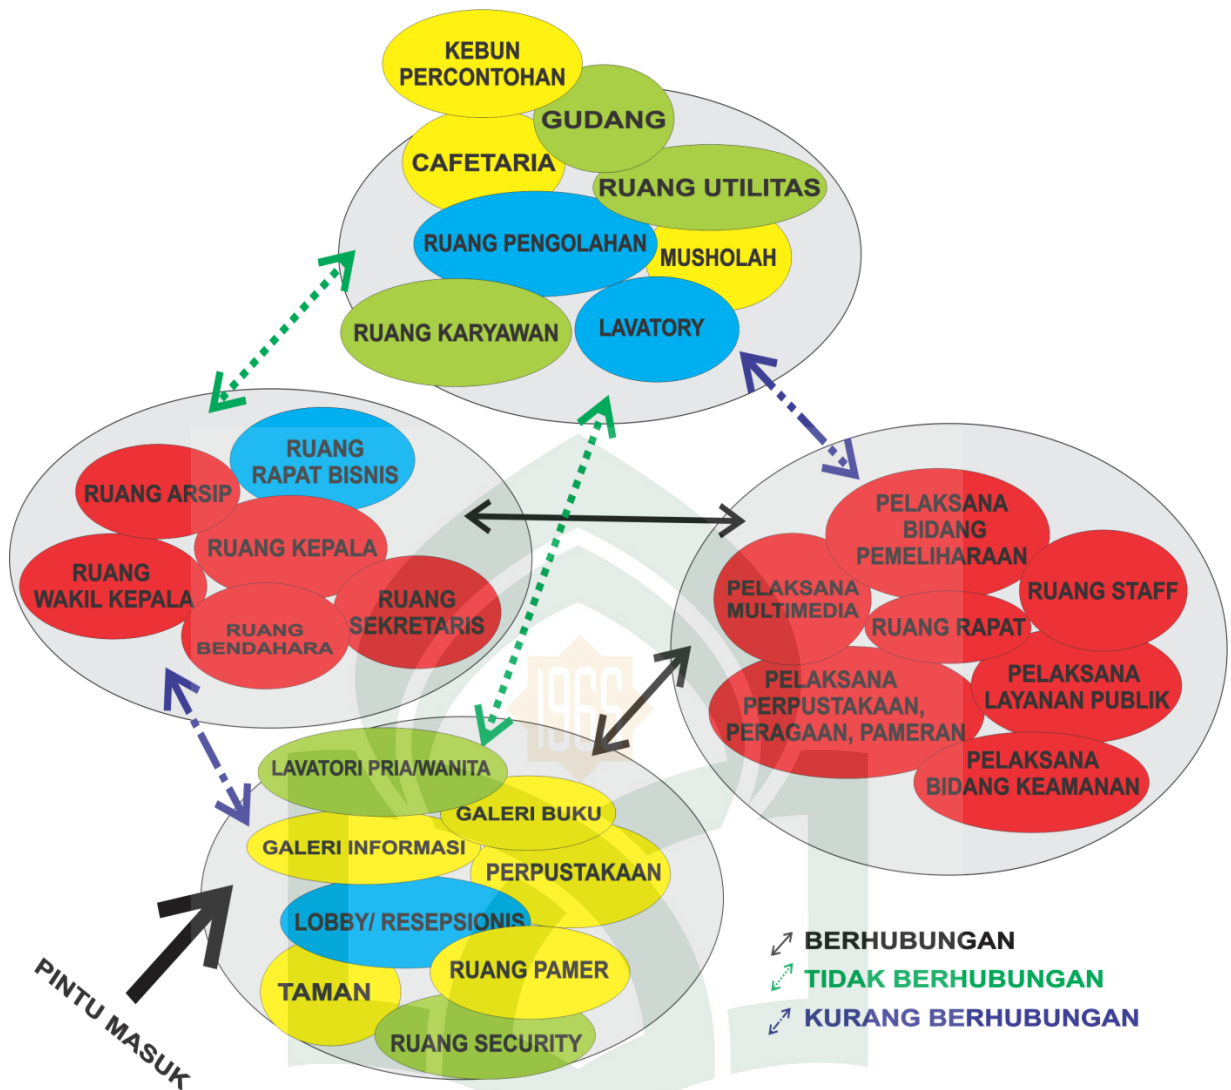 KEBUN
PERCONTOHAN
GUDANG
CAFETARIA
RUANG UTILITAS
RUANG PENGOLAHAN
MUSHOLAH
RUANG KARYAWAN
LAVATORY
RUANG
RAPAT BISNIS
RUANG ARSIP
RUANG KEPALA
RUANG
WAKIL KEPALA
RUANG
SEKRETARIS
RUANG
BENDAHARA
PELAKSANA
BIDANG
PEMELIHARAAN
PELAKSANA
MULTIMEDIA
RUANG STAFF
RUANG RAPAT
PELAKSANA
PERPUSTAKAAN,
PERAGAAN, PAMERAN
PELAKSANA
LAYANAN PUBLIK
PELAKSANA
BIDANG KEAMANAN
1965
LAVATORI PRIA/WANITA
GALERI BUKU
GALERI INFORMASI
PERPUSTAKAAN
LOBBY/ RESEPSIONIS
RUANG PAMER
TAMAN
RUANG SECURITY
PINTU MASUK
BERHUBUNGAN
TIDAK BERHUBUNGAN
KURANG BERHUBUNGAN